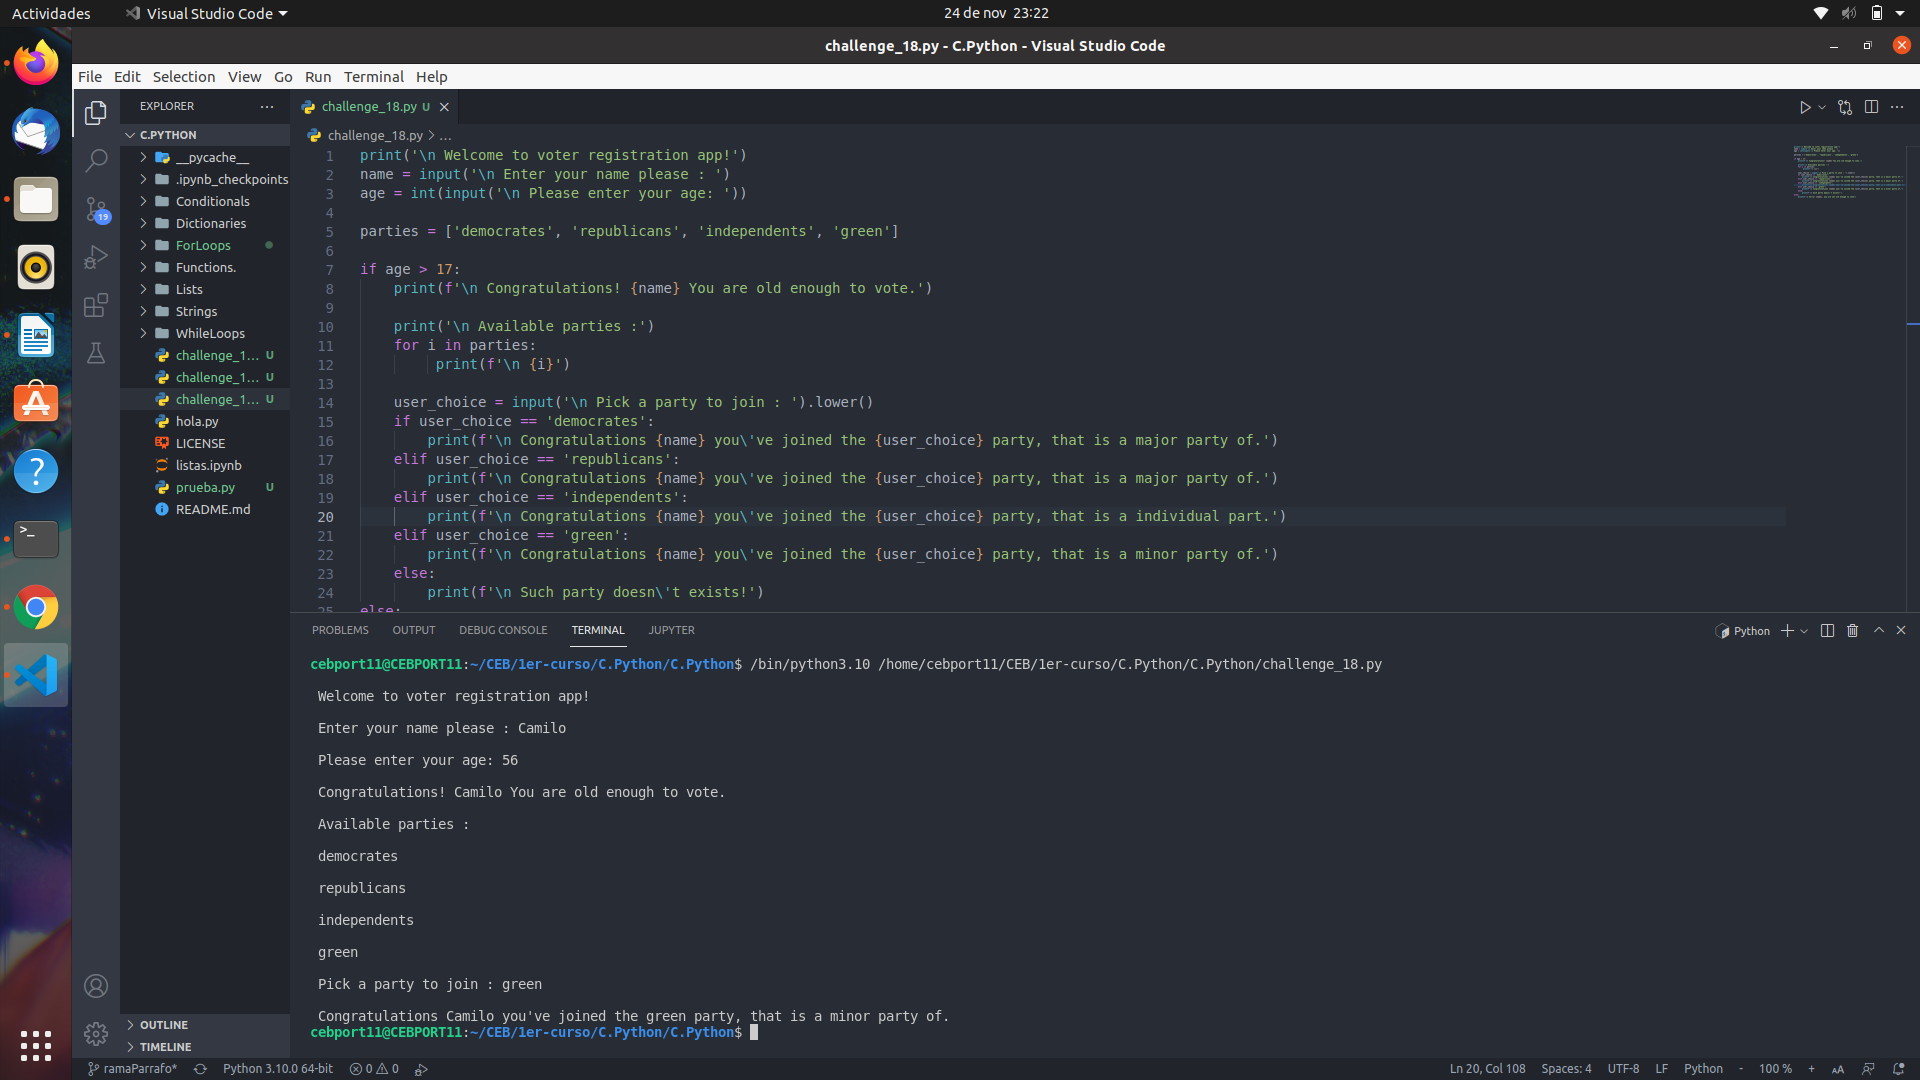 Actividades
Visual Studio Code
24 de nov 23:22
challenge_18.py - C.Python - Visual Studio Code
File Edit Selection View Go Run Terminal Help
EXPLORER
challenge_18.py U
C.PYTHON
challenge_18.py > ...
__pycache__
.ipynb_checkpoints
Conditionals
Dictionaries
ForLoops
Functions.
Lists
Strings
WhileLoops
challenge_1... U
challenge_1... U
challenge_1... U
hola.py
LICENSE
listas.ipynb
prueba.py U
README.md
OUTLINE
TIMELINE
19
1 print('\n Welcome to voter registration app!')
2 name = input('\n Enter your name please : ')
3 age = int(input('\n Please enter your age: '))
4
5 parties = ['democrates', 'republicans', 'independents', 'green']
6
7 if age > 17:
8 print(f'\n Congratulations! {name} You are old enough to vote.')
9
10 print('\n Available parties :')
11 for i in parties:
12 print(f'\n {i}')
13
14 user_choice = input('\n Pick a party to join : ').lower()
15 if user_choice == 'democrates':
16 print(f'\n Congratulations {name} you\'ve joined the {user_choice} party, that is a major party of.')
17 elif user_choice == 'republicans':
18 print(f'\n Congratulations {name} you\'ve joined the {user_choice} party, that is a major party of.')
19 elif user_choice == 'independents':
20 print(f'\n Congratulations {name} you\'ve joined the {user_choice} party, that is a individual part.')
21 elif user_choice == 'green':
22 print(f'\n Congratulations {name} you\'ve joined the {user_choice} party, that is a minor party of.')
23 else:
24 print(f'\n Such party doesn\'t exists!')
25 else:
PROBLEMS OUTPUT DEBUG CONSOLE TERMINAL JUPYTER
Python
cebport11@CEBPORT11:~/CEB/1er-curso/C.Python/C.Python$ /bin/python3.10 /home/cebport11/CEB/1er-curso/C.Python/C.Python/challenge_18.py
Welcome to voter registration app!
Enter your name please : Camilo
Please enter your age: 56
Congratulations! Camilo You are old enough to vote.
Available parties :
democrates
republicans
independents
green
Pick a party to join : green
Congratulations Camilo you've joined the green party, that is a minor party of.
cebport11@CEBPORT11:~/CEB/1er-curso/C.Python/C.Python$
ramaParrafo* Python 3.10.0 64-bit 0 0 Ln 20, Col 108 Spaces: 4 UTF-8 LF Python - 100 % + AA